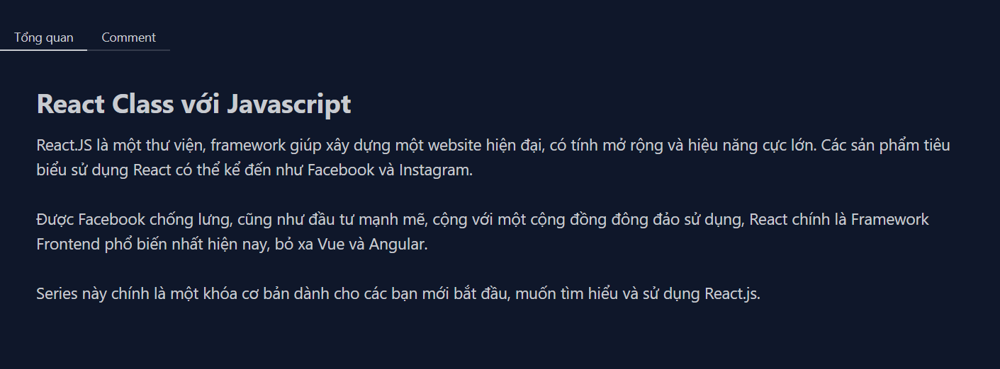 Tổng quan
Comment
React Class với Javascript
React.JS là một thư viện, framework giúp xây dựng một website hiện đại, có tính mở rộng và hiệu năng cực lớn. Các sản phẩm tiêu
biểu sử dụng React có thể kể đến như Facebook và Instagram.
Được Facebook chống lưng, cũng như đầu tư mạnh mẽ, cộng với một cộng đồng đông đảo sử dụng, React chính là Framework
Frontend phổ biến nhất hiện nay, bỏ xa Vue và Angular.
Series này chính là một khóa cơ bản dành cho các bạn mới bắt đầu, muốn tìm hiểu và sử dụng React.js.